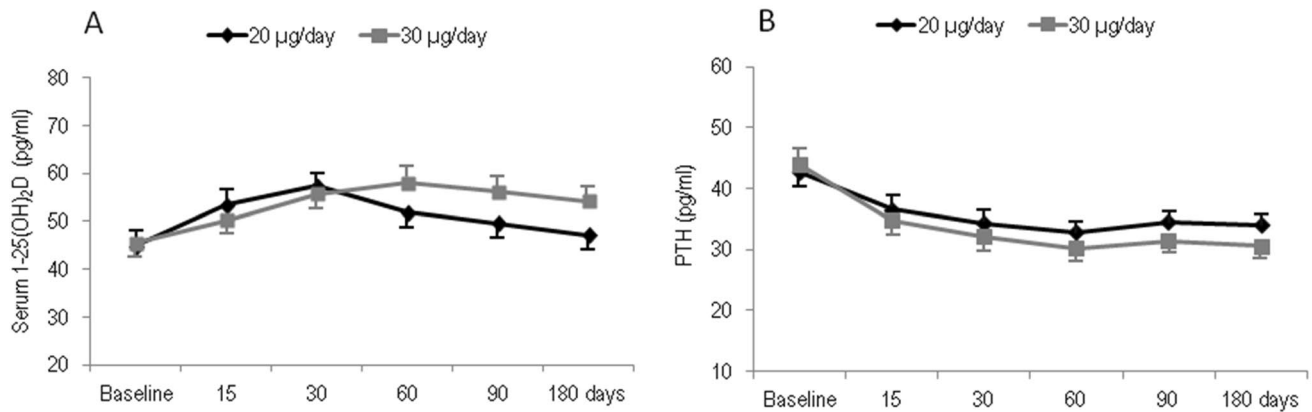 A
20 µg/day 30 µg/day
Serum 1-25(OH)₂D (pg/ml)
80
70
60
50
40
30
20
Baseline 15 30 60 90 180 days
B
20 µg/day 30 µg/day
PTH (pg/ml)
60
50
40
30
20
10
Baseline 15 30 60 90 180 days